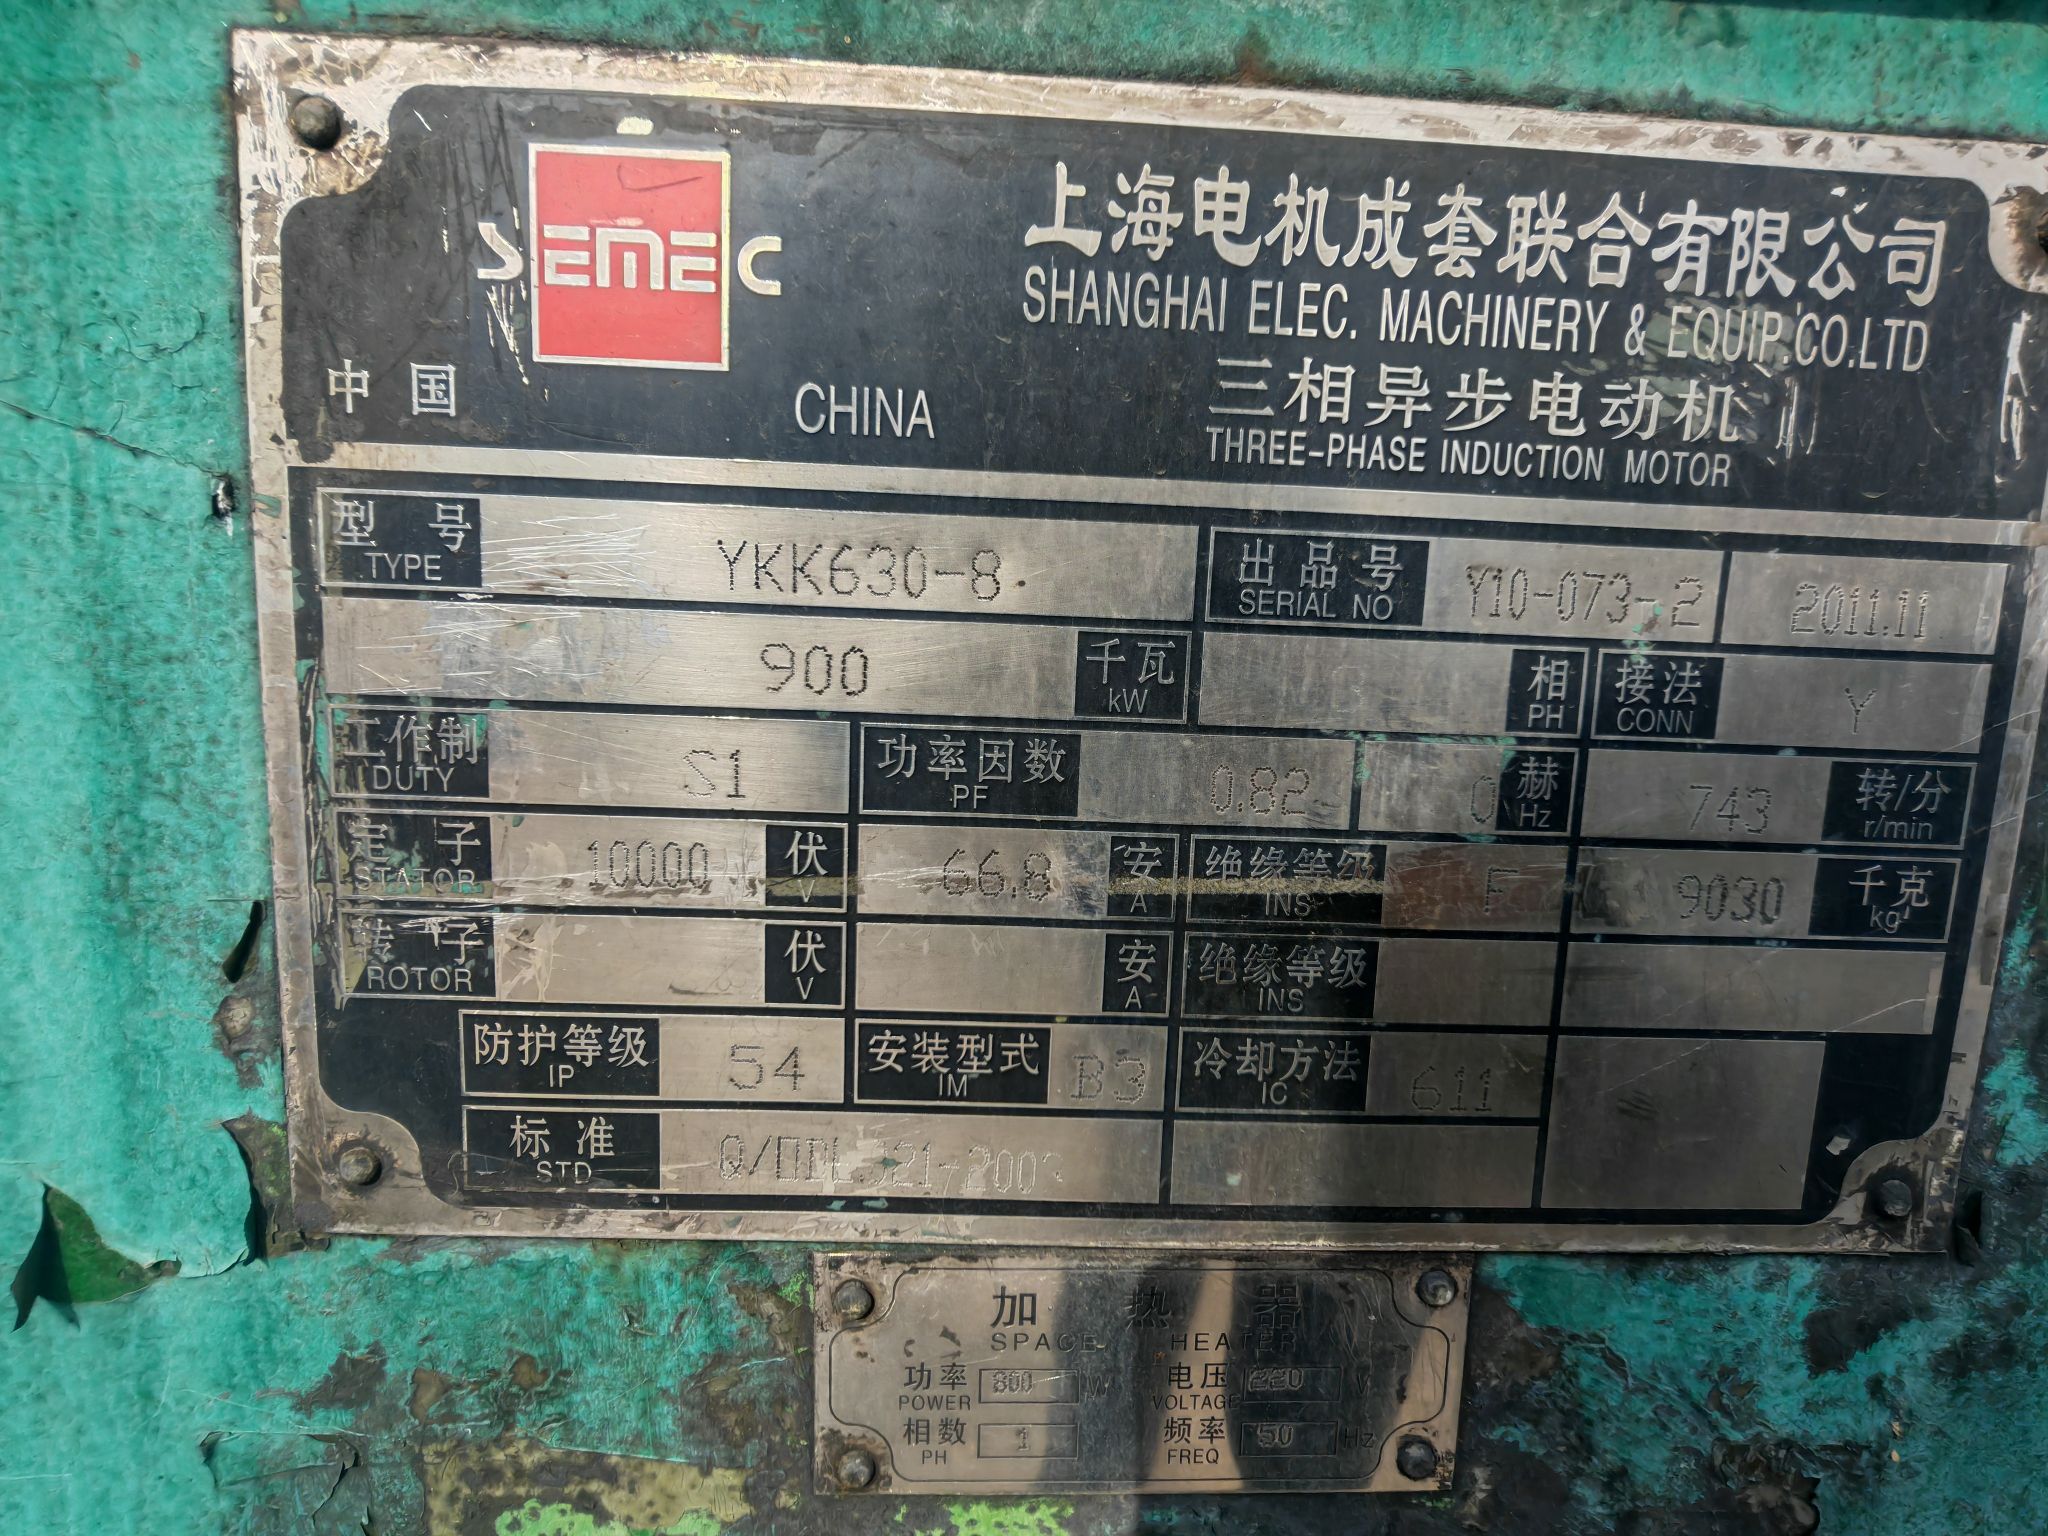 SEMEC
上海电机成套联合有限公司
SHANGHAI ELEC. MACHINERY & EQUIP.CO.LTD
中国 CHINA
三相异步电动机
THREE-PHASE INDUCTION MOTOR
型号 TYPE YKK630-8 出品号 SERIAL NO Y10-073-2 2011.11
900 千瓦 kW 相 PH 接法 CONN Y
工作制 DUTY S1 功率因数 PF 0.82 0 赫 Hz 743 转/分 r/min
定子 STATOR 10000 伏 V 66.8 安 A 绝缘等级 INS F 9030 千克 kg
转子 ROTOR 伏 V 安 A 绝缘等级 INS
防护等级 IP 54 安装型式 IM B3 冷却方法 IC 611
标准 STD
加热器
SPACE HEATER
功率 POWER 800 W 电压 VOLTAGE 220 V
相数 PH 1 频率 FREQ 50 Hz